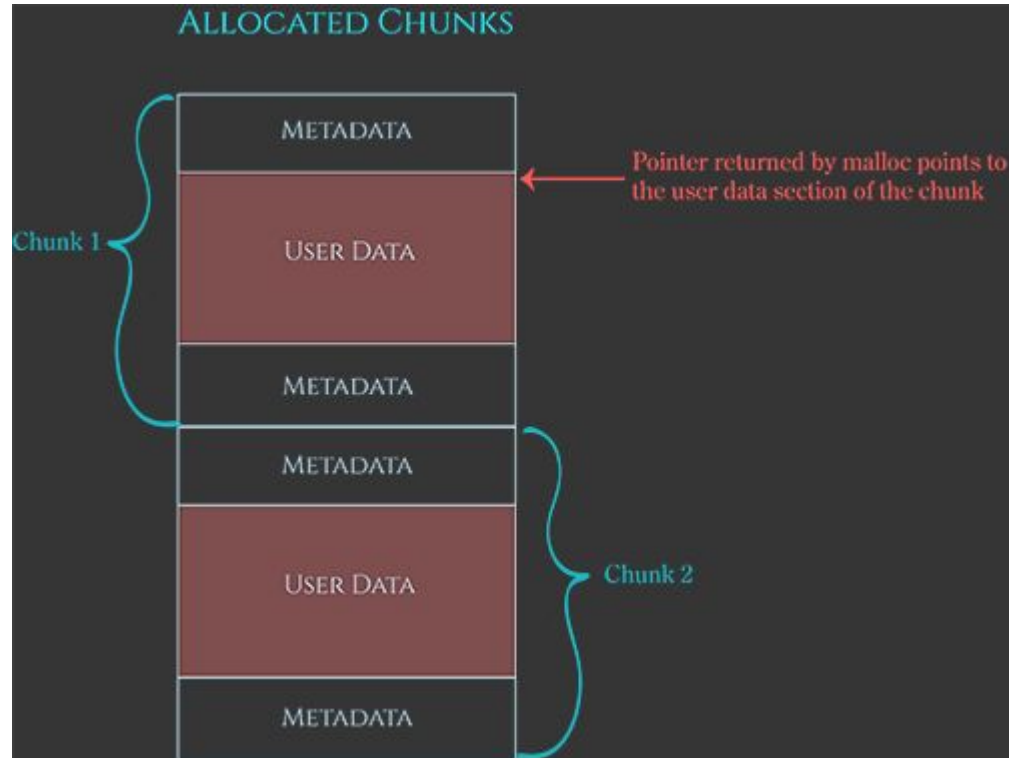 ALLOCATED CHUNKS
METADATA
Pointer returned by malloc points to
the user data section of the chunk
Chunk 1
USER DATA
METADATA
METADATA
USER DATA
Chunk 2
METADATA